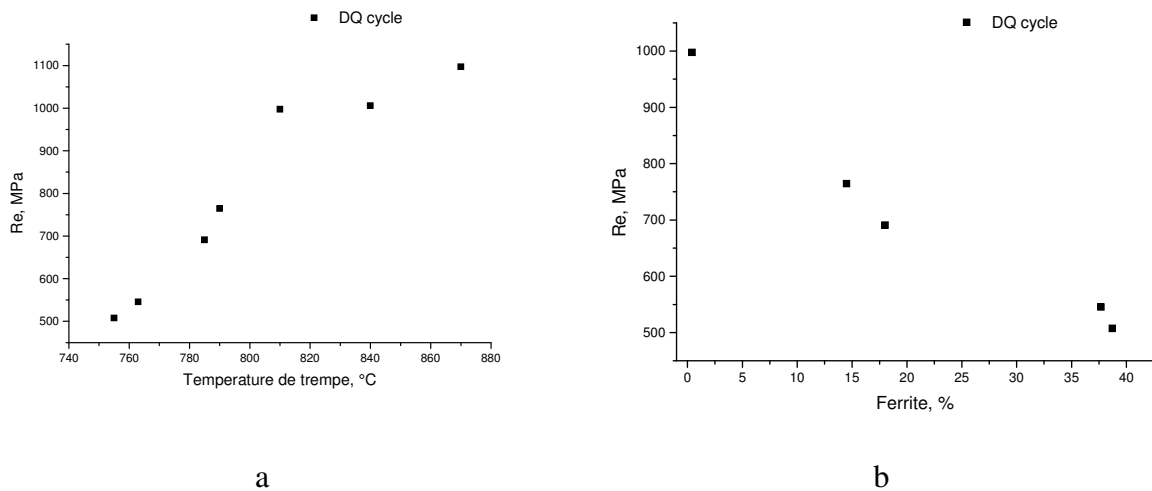 DQ cycle
1100
1000
900
800
700
600
500
Re, MPa
740 760 780 800 820 840 860 880
Temperature de trempe, °C
a
DQ cycle
1000
900
800
700
600
500
Re, MPa
0 5 10 15 20 25 30 35 40
Ferrite, %
b